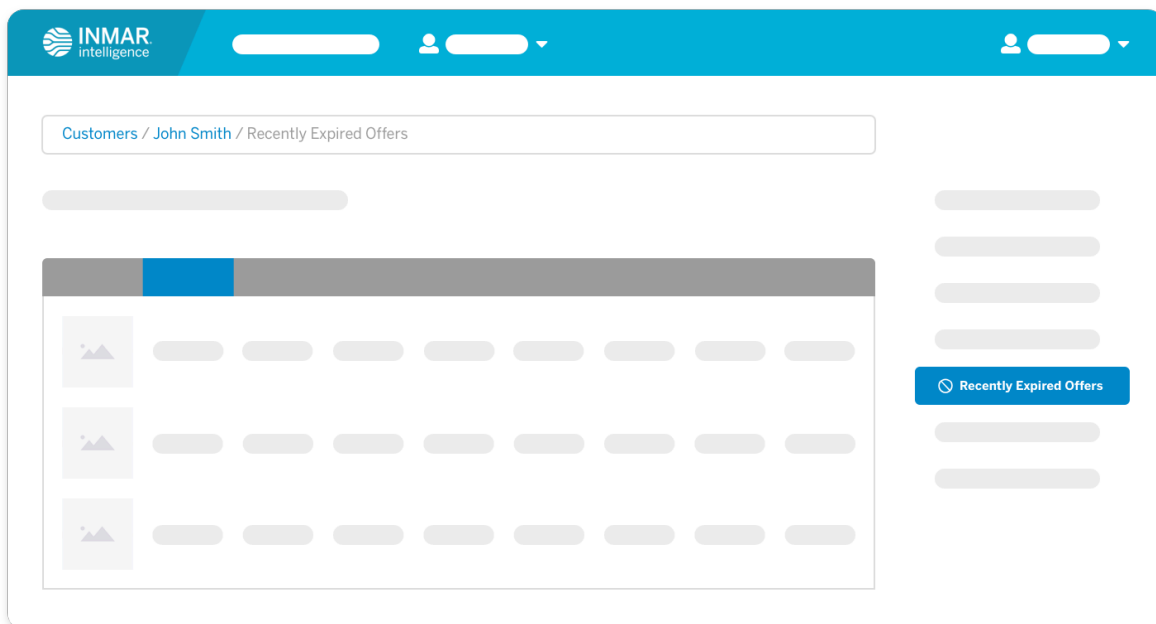 INMAR
intelligence
Customers / John Smith / Recently Expired Offers
Recently Expired Offers